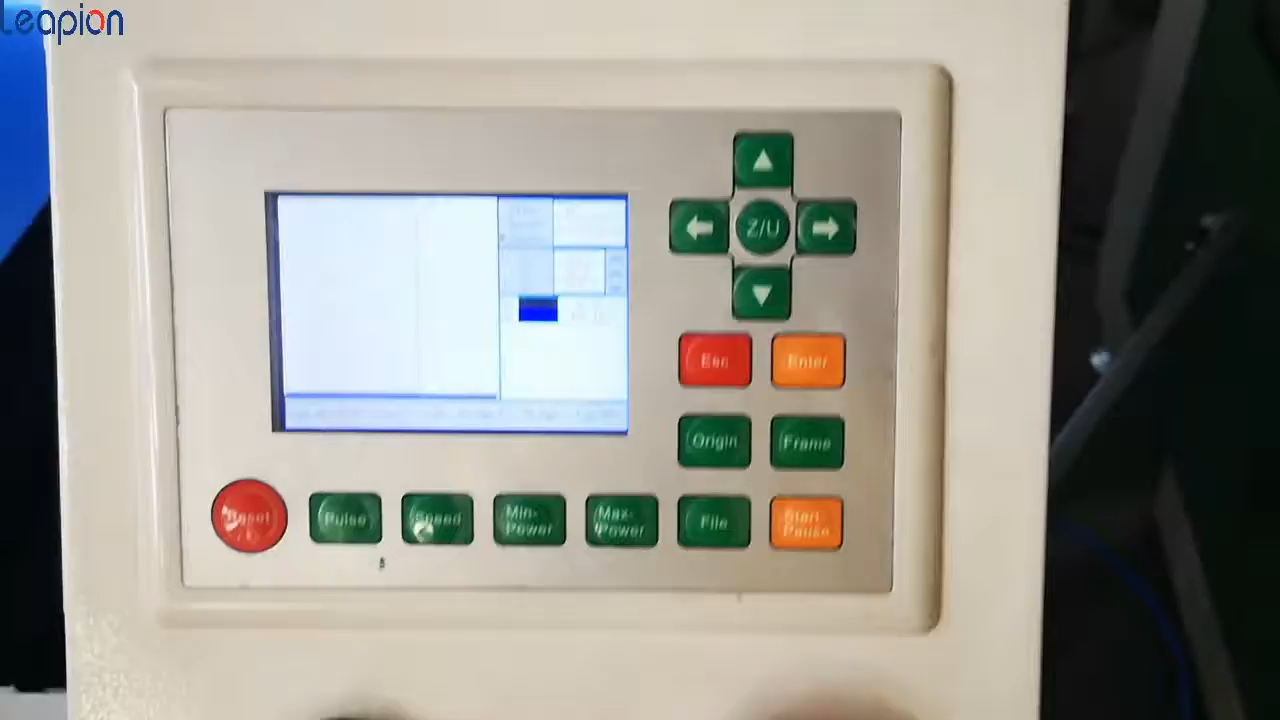 Leapion
Z/U
Esc
Enter
Origin
Frame
Reset
Pulse
Speed
Min-
Power
Max-
Power
File
Start
Pause